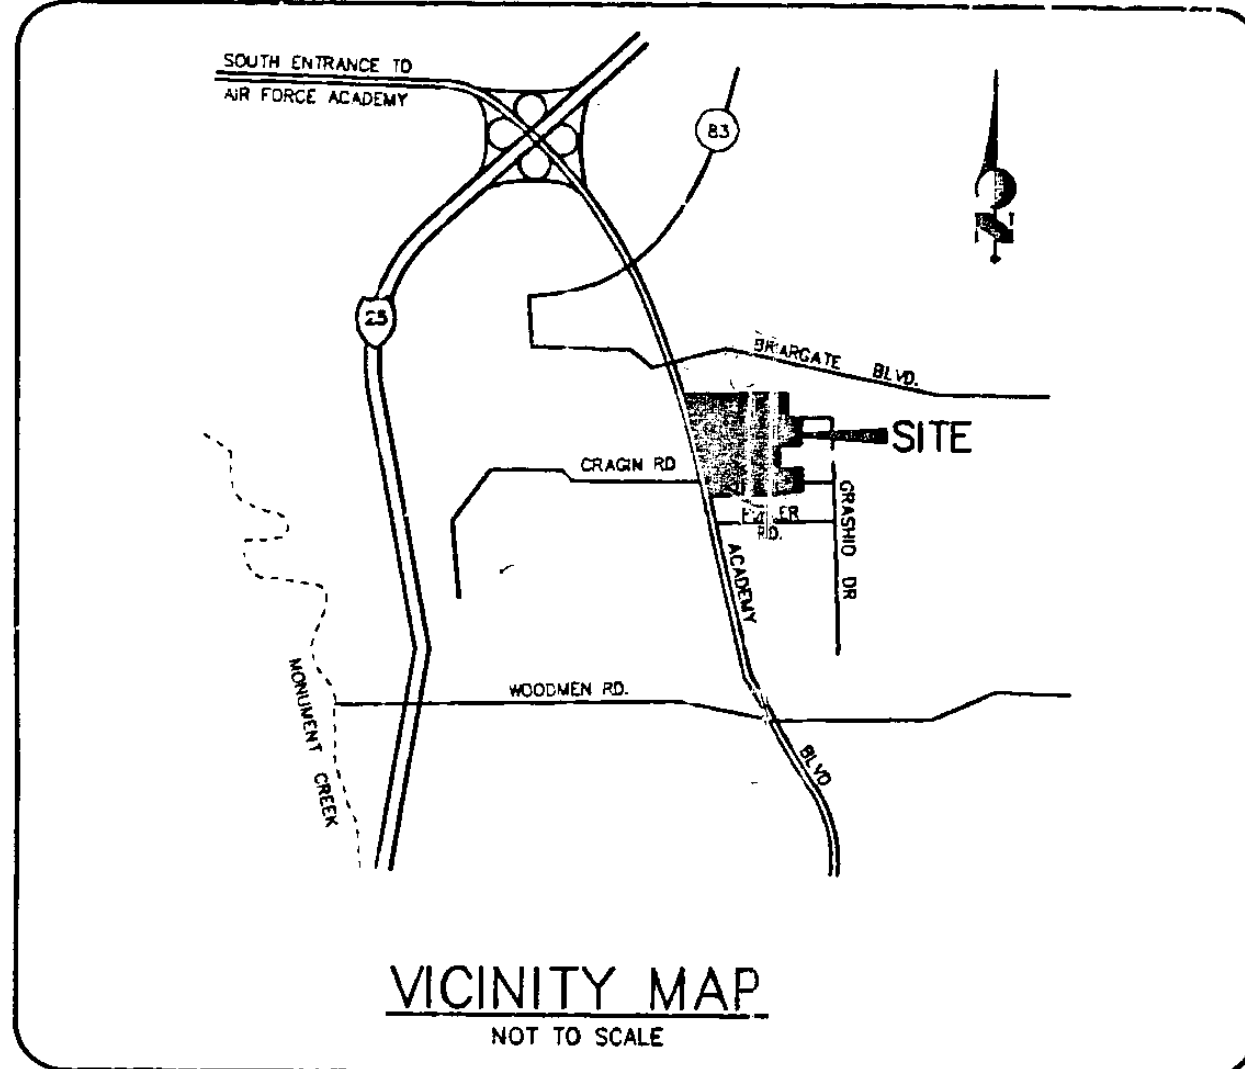 SOUTH ENTRANCE TO
AIR FORCE ACADEMY
83
N
25
BRIARGATE BLVD.
SITE
CRAGIN RD
RD.
GRASHIO DR
ACADEMY
BLVD
WOODMEN RD.
MONUMENT CREEK
VICINITY MAP
NOT TO SCALE